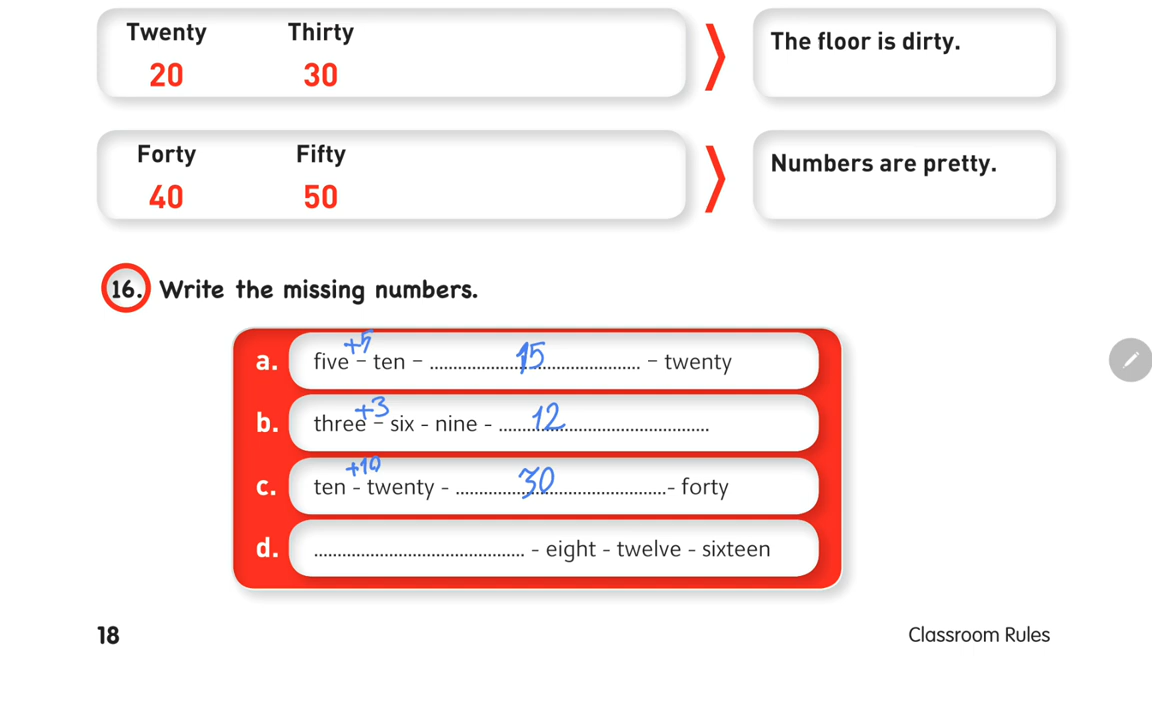 Twenty Thirty
20 30
The floor is dirty.
Forty Fifty
40 50
Numbers are pretty.
16. Write the missing numbers.
+5
a. five - ten - .......... 15 .......... - twenty
+3
b. three - six - nine - .......... 12 ..........
+10
c. ten - twenty - .......... 30 .......... - forty
d. .......... - eight - twelve - sixteen
18 Classroom Rules